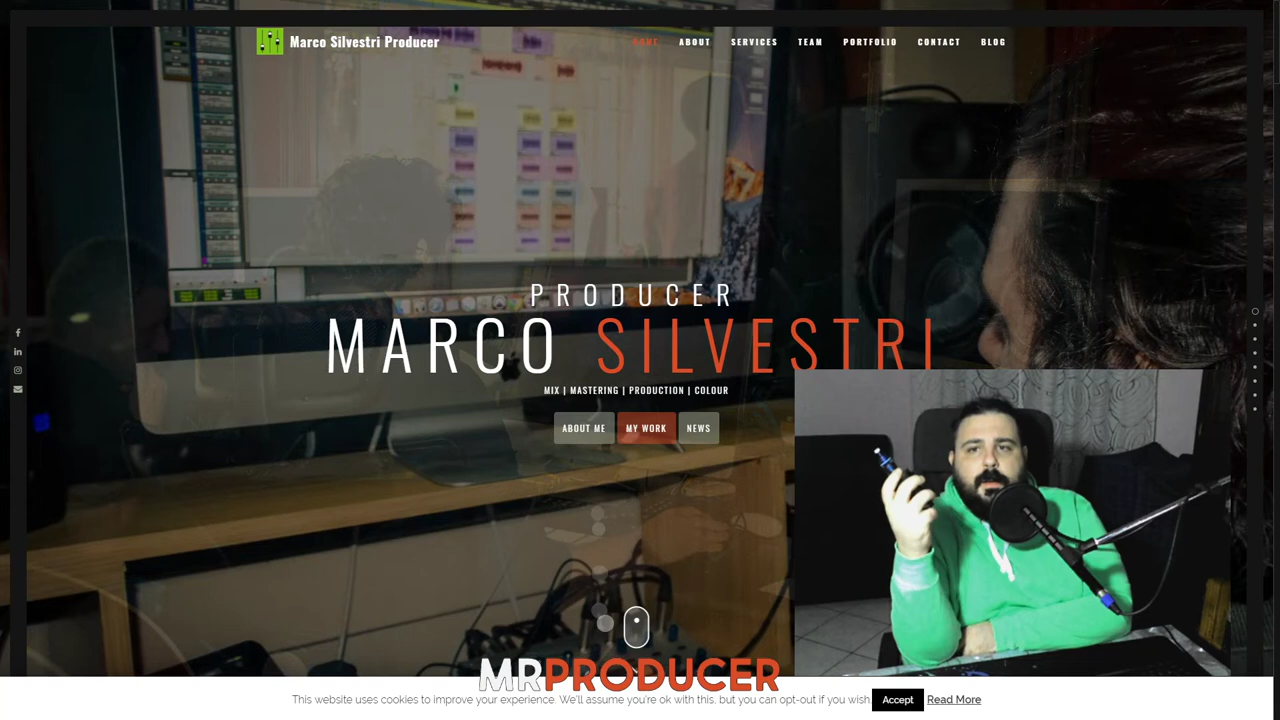 Marco Silvestri Producer
HOME ABOUT SERVICES TEAM PORTFOLIO CONTACT BLOG
PRODUCER
MARCO SILVESTRI
MIX | MASTERING | PRODUCTION | COLOUR
ABOUT ME MY WORK NEWS
MRPRODUCER
This website uses cookies to improve your experience. We'll assume you're ok with this, but you can opt-out if you wish. Accept Read More